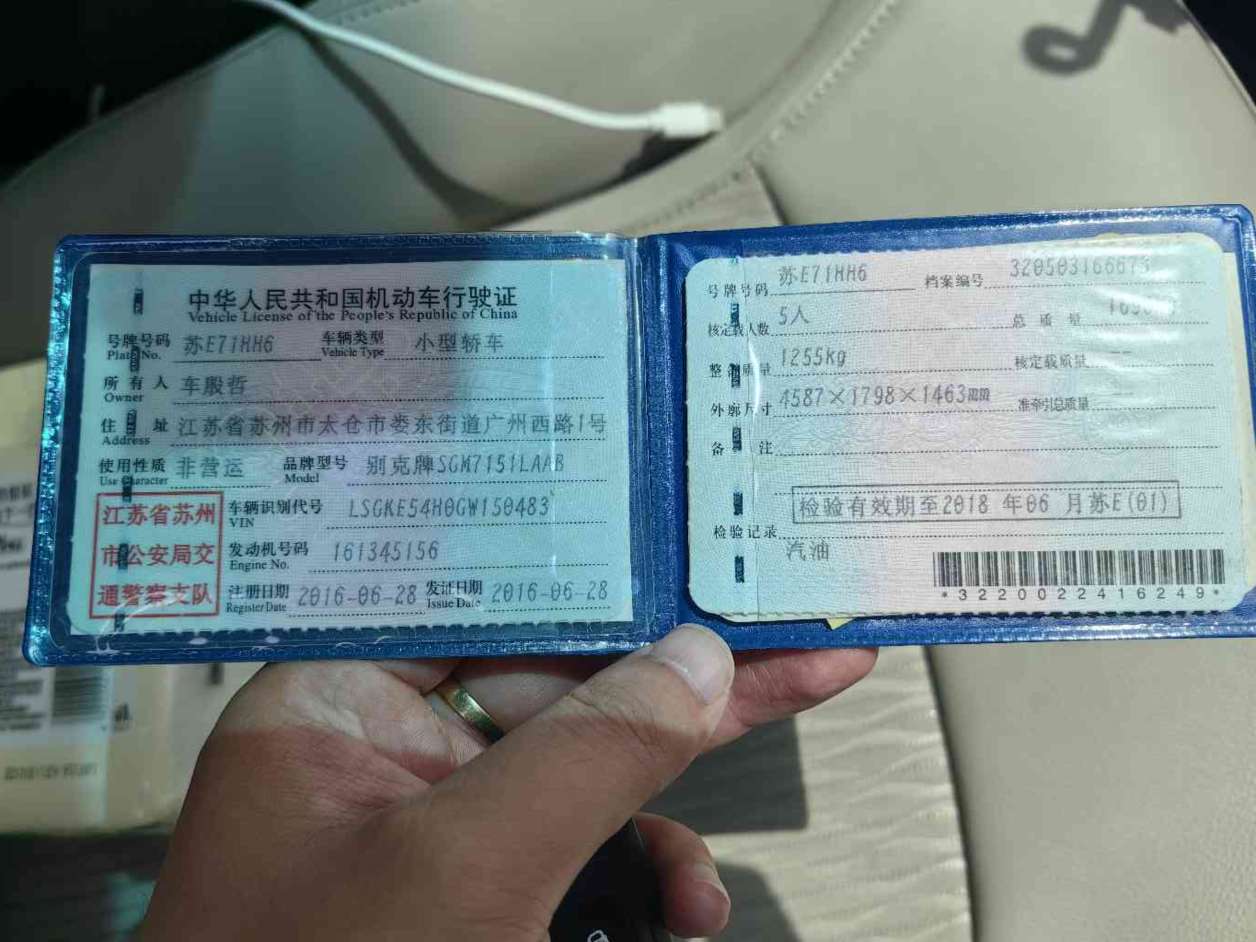 中华人民共和国机动车行驶证
Vehicle License of the People's Republic of China
号牌号码 苏E71HH6 车辆类型 小型轿车
Plate No. Vehicle Type
所有人 车殷哲
Owner
住址 江苏省苏州市太仓市娄东街道广州西路1号
Address
使用性质 非营运 品牌型号 别克牌SGM7151LAAB
Use Character Model
江苏省苏州
市公安局交
通警察支队
车辆识别代号 LSGKE54H0GW150483
VIN
发动机号码 161345156
Engine No.
注册日期 2016-06-28 发证日期 2016-06-28
Register Date Issue Date
号牌号码 苏E71HH6 档案编号 320503166673
核定载人数 5人 总质量
整备质量 1255kg 核定载质量 --
外廓尺寸 4587×1798×1463mm 准牵引总质量
备注
检验有效期至2018 年06 月苏E(01)
检验记录
汽油
*3220022416249*